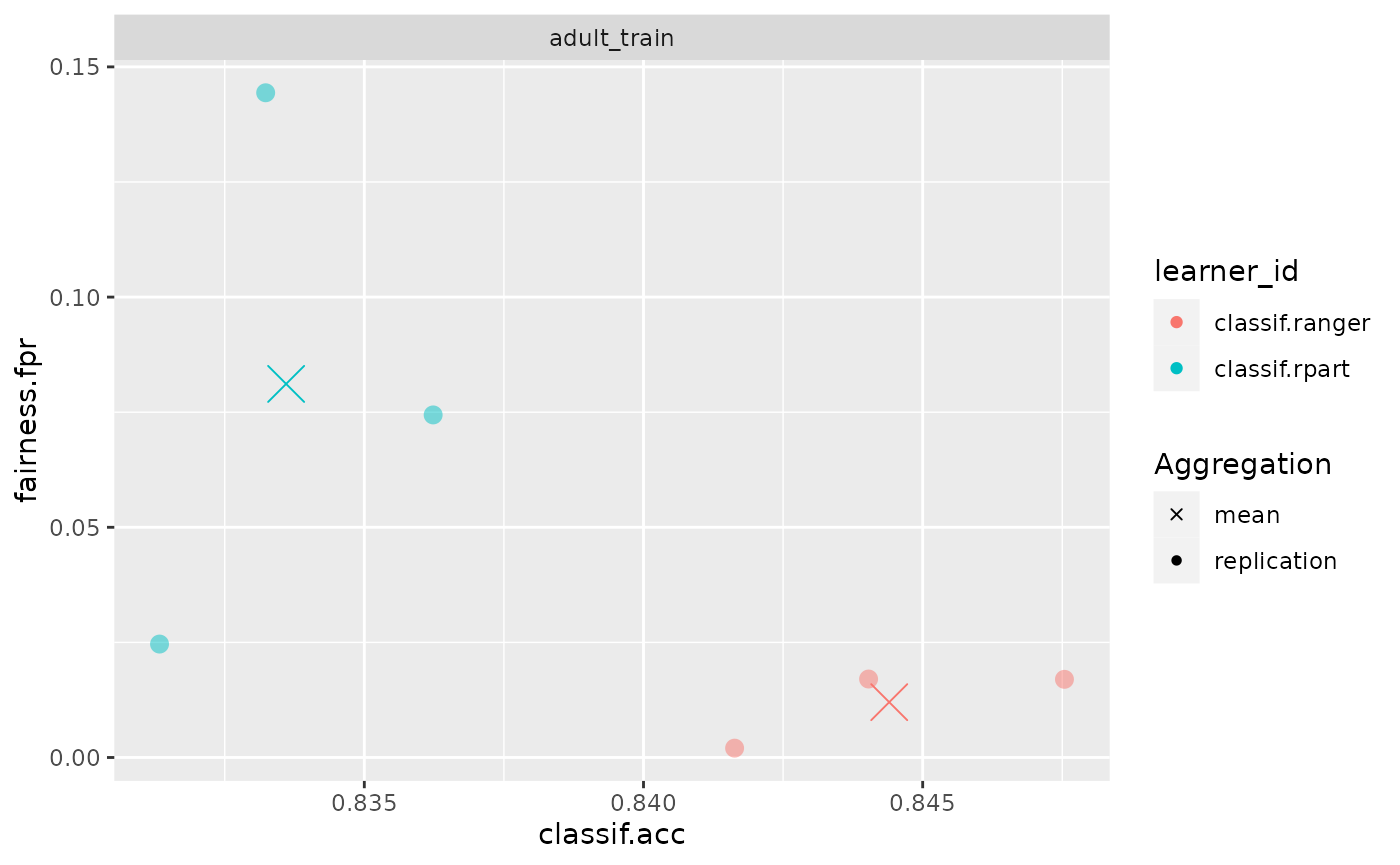 adult_train
0.15
0.10
0.05
0.00
fairness.fpr
0.835
0.840
0.845
classif.acc
learner_id
classif.ranger
classif.rpart
Aggregation
mean
replication